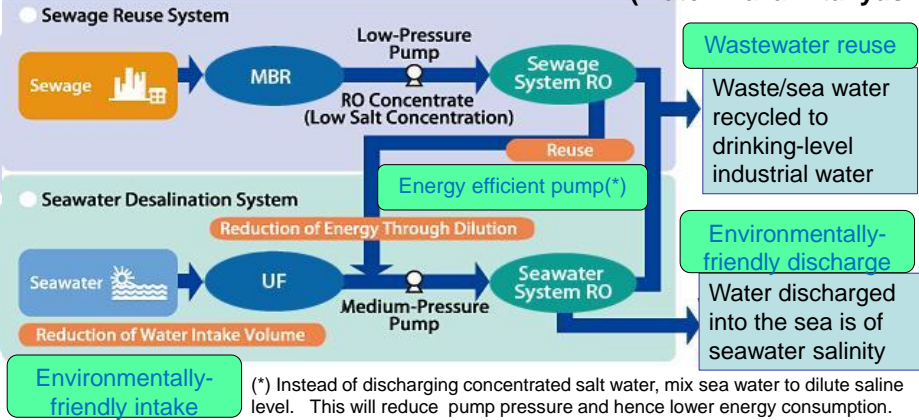 Sewage Reuse System
Low-Pressure
Pump
Sewage
MBR
Sewage
System RO
RO Concentrate
(Low Salt Concentration)
Reuse
Wastewater reuse
Waste/sea water
recycled to
drinking-level
industrial water
Energy efficient pump(*)
Seawater Desalination System
Reduction of Energy Through Dilution
Seawater
UF
Medium-Pressure
Pump
Seawater
System RO
Reduction of Water Intake Volume
Environmentally-
friendly discharge
Water discharged
into the sea is of
seawater salinity
Environmentally-
friendly intake
(*) Instead of discharging concentrated salt water, mix sea water to dilute saline
level. This will reduce pump pressure and hence lower energy consumption.